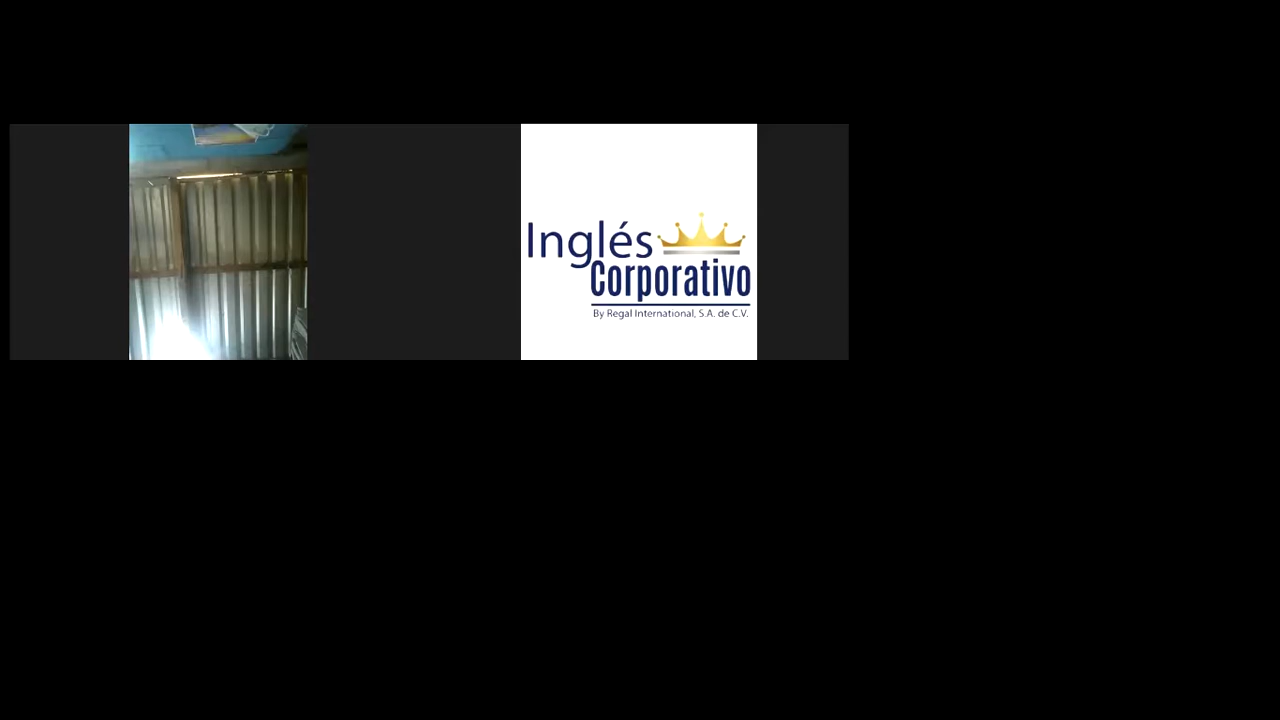 Inglés
Corporativo
By Regal International, S.A. de C.V.